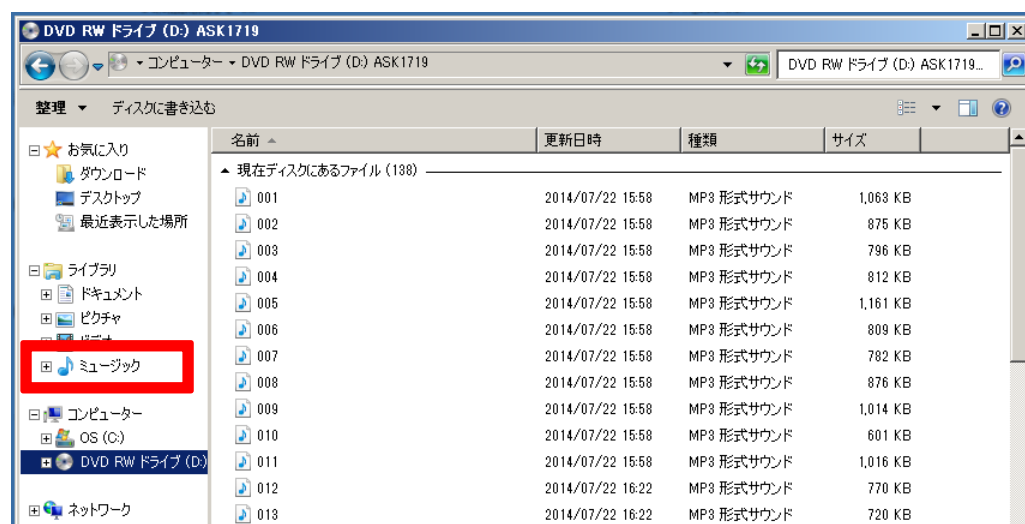 DVD RW ドライブ (D:) ASK1719
コンピューター DVD RW ドライブ (D:) ASK1719
DVD RW ドライブ (D:) ASK1719...
整理 ディスクに書き込む
名前 更新日時 種類 サイズ
お気に入り
ダウンロード
デスクトップ
最近表示した場所
ライブラリ
ドキュメント
ピクチャ
ミュージック
コンピューター
OS (C:)
DVD RW ドライブ (D:)
ネットワーク
現在ディスクにあるファイル (138)
001 2014/07/22 15:58 MP3 形式サウンド 1,063 KB
002 2014/07/22 15:58 MP3 形式サウンド 875 KB
003 2014/07/22 15:58 MP3 形式サウンド 796 KB
004 2014/07/22 15:58 MP3 形式サウンド 812 KB
005 2014/07/22 15:58 MP3 形式サウンド 1,161 KB
006 2014/07/22 15:58 MP3 形式サウンド 809 KB
007 2014/07/22 15:58 MP3 形式サウンド 782 KB
008 2014/07/22 15:58 MP3 形式サウンド 876 KB
009 2014/07/22 15:58 MP3 形式サウンド 1,014 KB
010 2014/07/22 15:58 MP3 形式サウンド 601 KB
011 2014/07/22 15:58 MP3 形式サウンド 1,016 KB
012 2014/07/22 16:22 MP3 形式サウンド 770 KB
013 2014/07/22 16:22 MP3 形式サウンド 720 KB